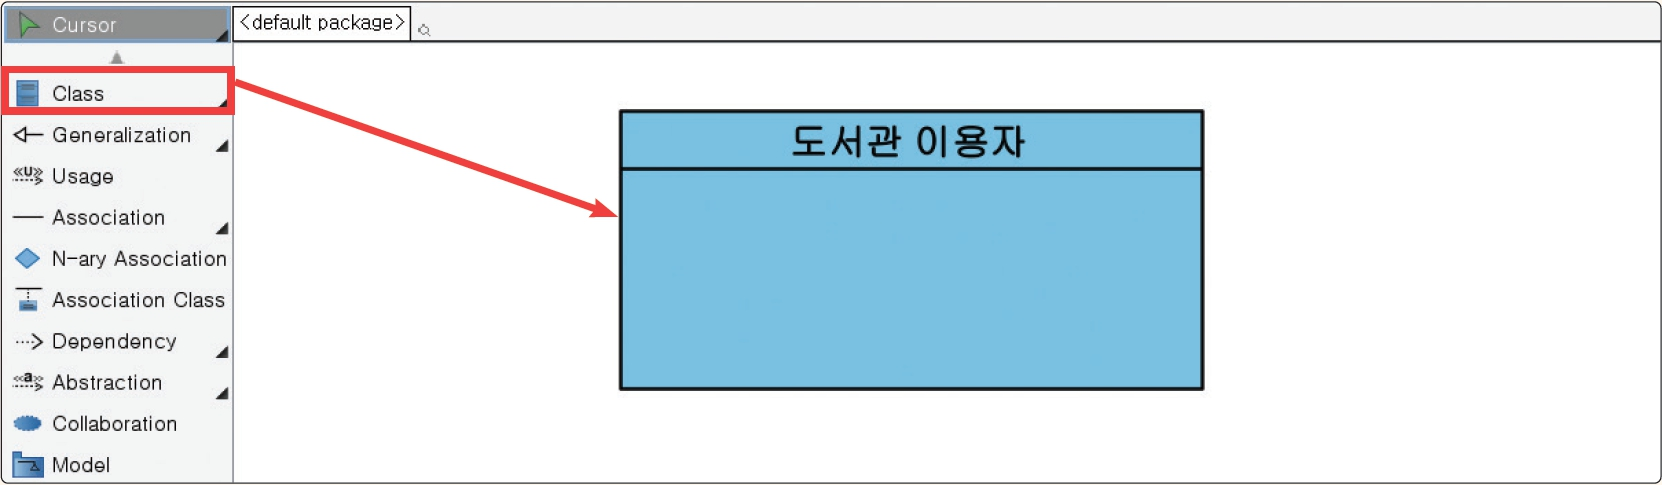 Cursor
<default package>
Class
Generalization
«U» Usage
Association
N-ary Association
Association Class
Dependency
«a» Abstraction
Collaboration
Model
도서관 이용자